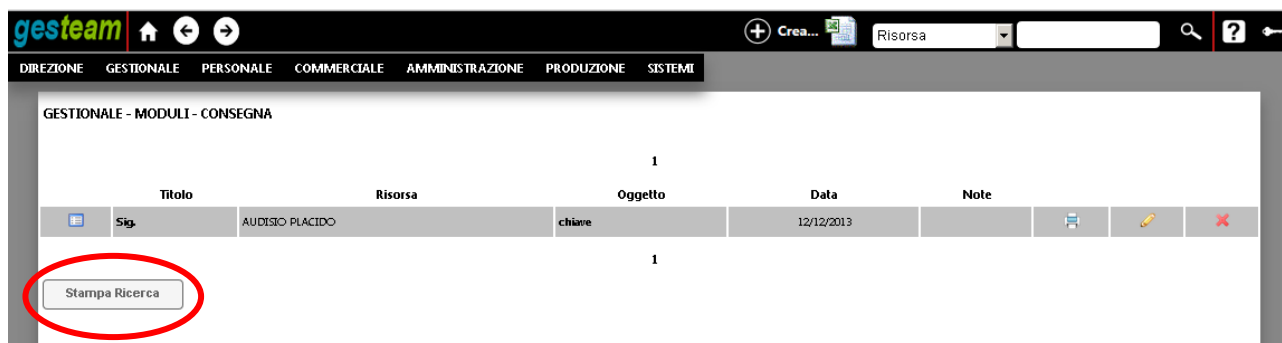 gesteam Crea... Risorsa ?
DIREZIONE GESTIONALE PERSONALE COMMERCIALE AMMINISTRAZIONE PRODUZIONE SISTEMI
GESTIONALE - MODULI - CONSEGNA
1
Titolo Risorsa Oggetto Data Note
Sig. AUDISIO PLACIDO chiave 12/12/2013
1
Stampa Ricerca